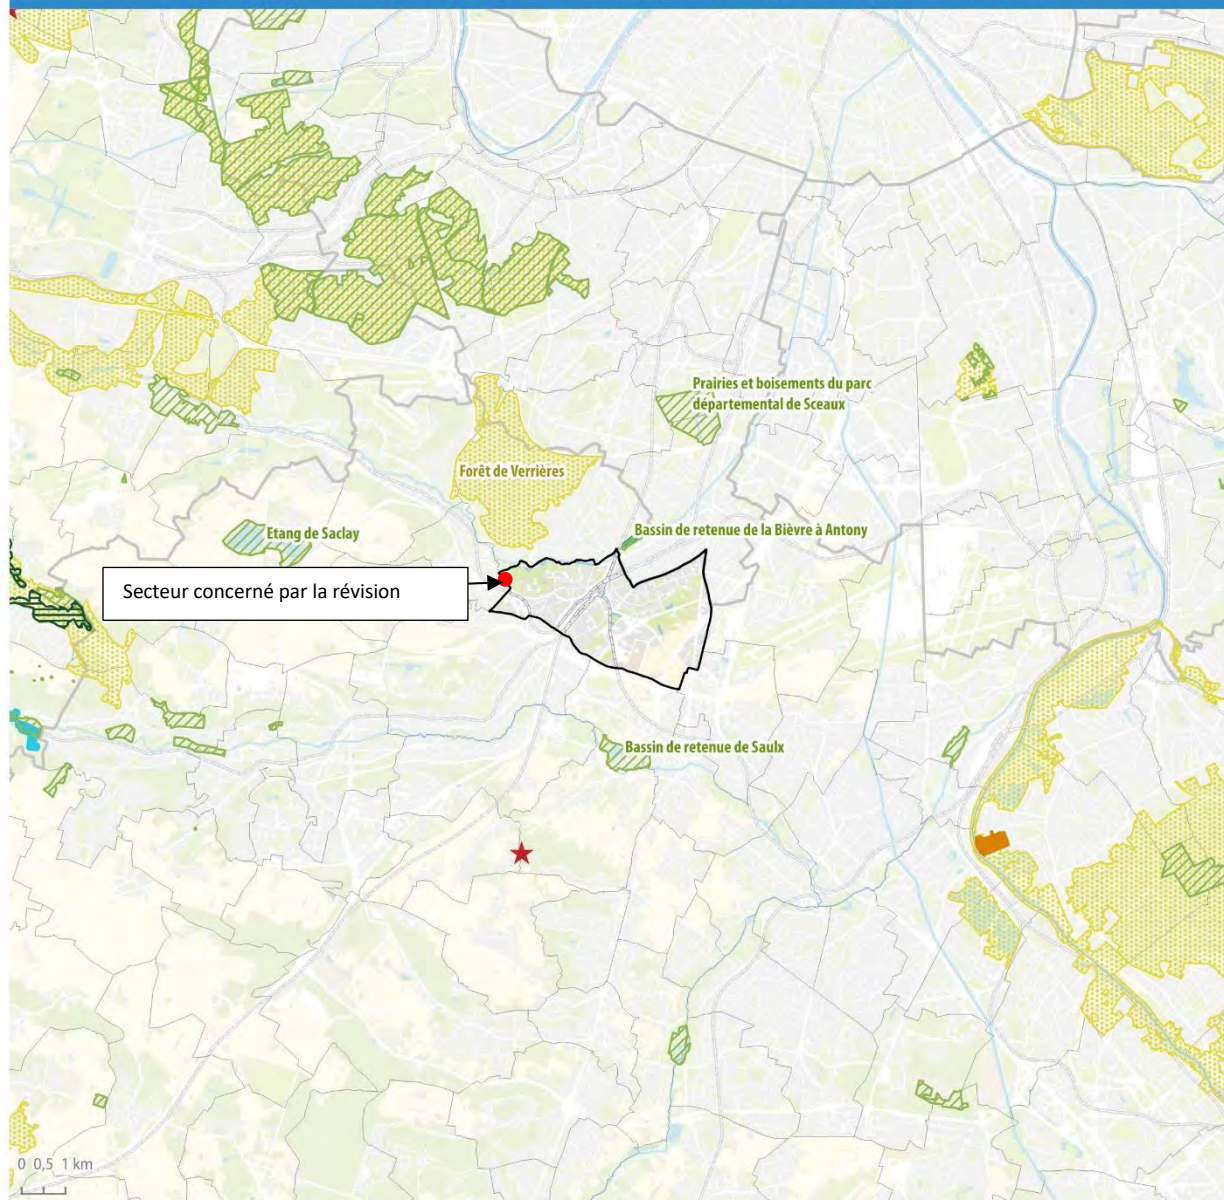 Prairies et boisements du parc
départemental de Sceaux
Forêt de Verrières
Etang de Saclay
Bassin de retenue de la Bièvre à Antony
Secteur concerné par la révision
Bassin de retenue de Saulx
0 0,5 1 km